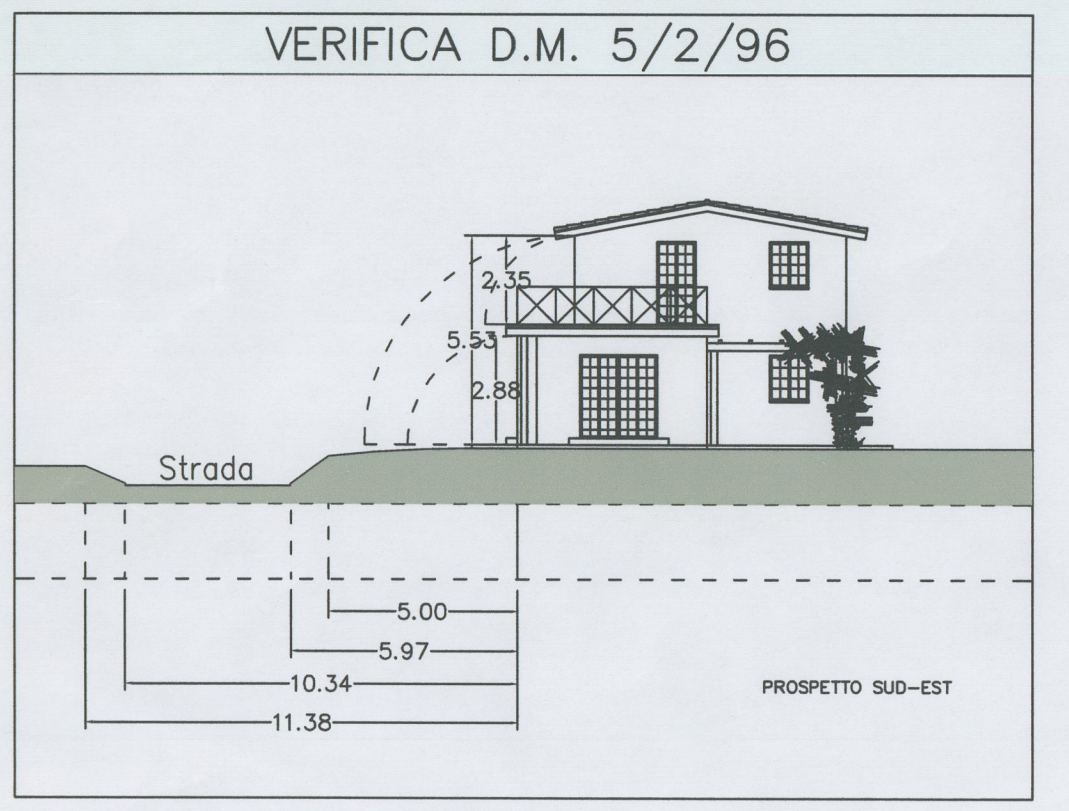 VERIFICA D.M. 5/2/96
2.35
5.53
2.88
Strada
5.00
5.97
10.34
PROSPETTO SUD-EST
11.38